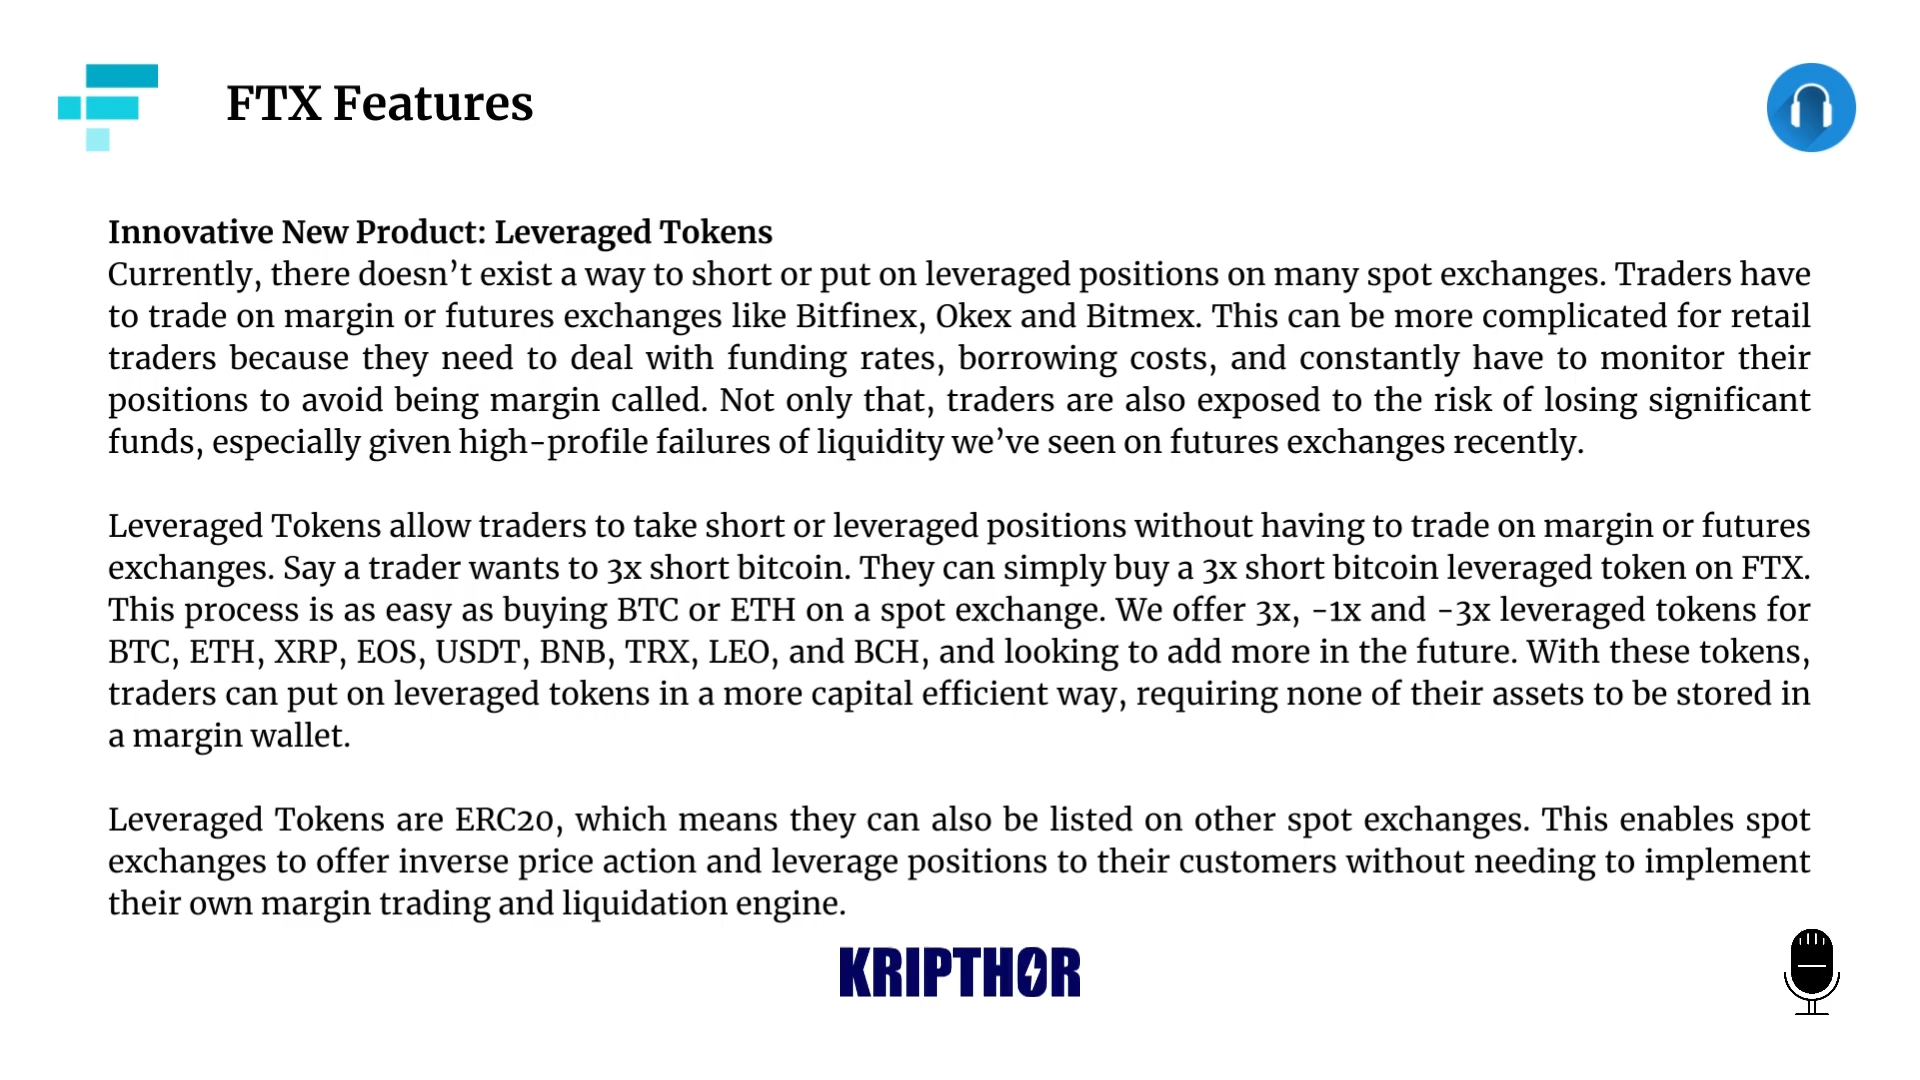 FTX Features
Innovative New Product: Leveraged Tokens
Currently, there doesn’t exist a way to short or put on leveraged positions on many spot exchanges. Traders have
to trade on margin or futures exchanges like Bitfinex, Okex and Bitmex. This can be more complicated for retail
traders because they need to deal with funding rates, borrowing costs, and constantly have to monitor their
positions to avoid being margin called. Not only that, traders are also exposed to the risk of losing significant
funds, especially given high-profile failures of liquidity we’ve seen on futures exchanges recently.
Leveraged Tokens allow traders to take short or leveraged positions without having to trade on margin or futures
exchanges. Say a trader wants to 3x short bitcoin. They can simply buy a 3x short bitcoin leveraged token on FTX.
This process is as easy as buying BTC or ETH on a spot exchange. We offer 3x, -1x and -3x leveraged tokens for
BTC, ETH, XRP, EOS, USDT, BNB, TRX, LEO, and BCH, and looking to add more in the future. With these tokens,
traders can put on leveraged tokens in a more capital efficient way, requiring none of their assets to be stored in
a margin wallet.
Leveraged Tokens are ERC20, which means they can also be listed on other spot exchanges. This enables spot
exchanges to offer inverse price action and leverage positions to their customers without needing to implement
their own margin trading and liquidation engine.
KRIPTHOR